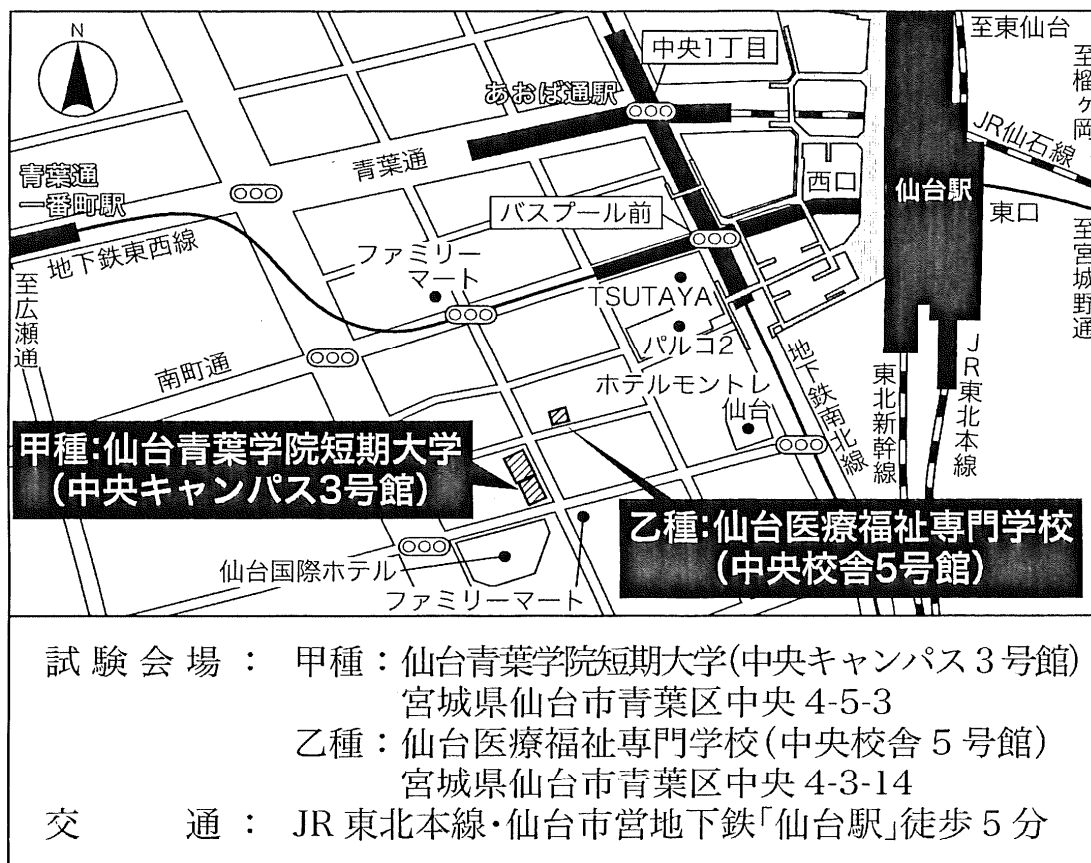 N
中央1丁目
至東仙台
至榴ヶ岡
あおば通駅
JR仙石線
青葉通
西口
仙台駅
青葉通
一番町駅
東口
バスプール前
地下鉄東西線
ファミリー
マート
至宮城野通
至広瀬通
TSUTAYA
パルコ2
南町通
ホテルモントレ
仙台
地下鉄南北線
東北新幹線
JR東北本線
甲種:仙台青葉学院短期大学
(中央キャンパス3号館)
乙種:仙台医療福祉専門学校
(中央校舎5号館)
仙台国際ホテル
ファミリーマート
試験会場 : 甲種:仙台青葉学院短期大学(中央キャンパス3号館)
宮城県仙台市青葉区中央 4-5-3
乙種:仙台医療福祉専門学校(中央校舎 5 号館)
宮城県仙台市青葉区中央 4-3-14
交通 : JR 東北本線・仙台市営地下鉄「仙台駅」徒歩 5 分